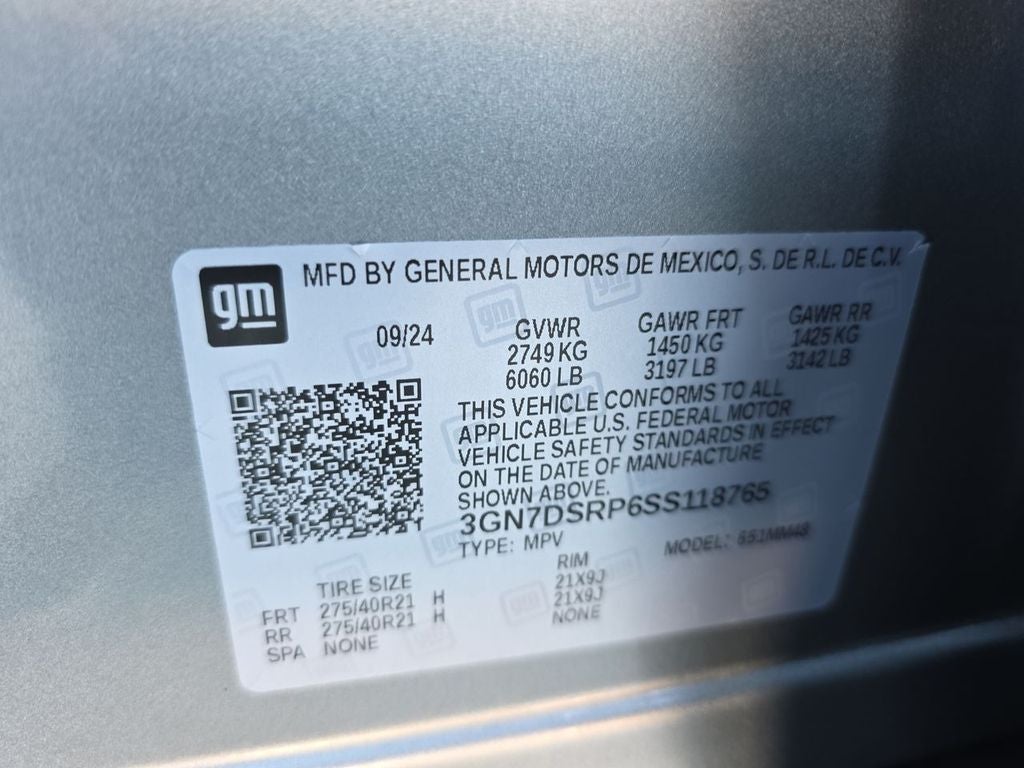 gm
MFD BY GENERAL MOTORS DE MEXICO, S. DE R.L. DE C.V.
09/24
GVWR
2749 KG
6060 LB
GAWR FRT
1450 KG
3197 LB
GAWR RR
1425 KG
3142 LB
THIS VEHICLE CONFORMS TO ALL
APPLICABLE U.S. FEDERAL MOTOR
VEHICLE SAFETY STANDARDS IN EFFECT
ON THE DATE OF MANUFACTURE
SHOWN ABOVE.
3GN7DSRP6SS118765
TYPE: MPV MODEL:
TIRE SIZE RIM
FRT 275/40R21 H 21X9J
RR 275/40R21 H 21X9J
SPA NONE NONE